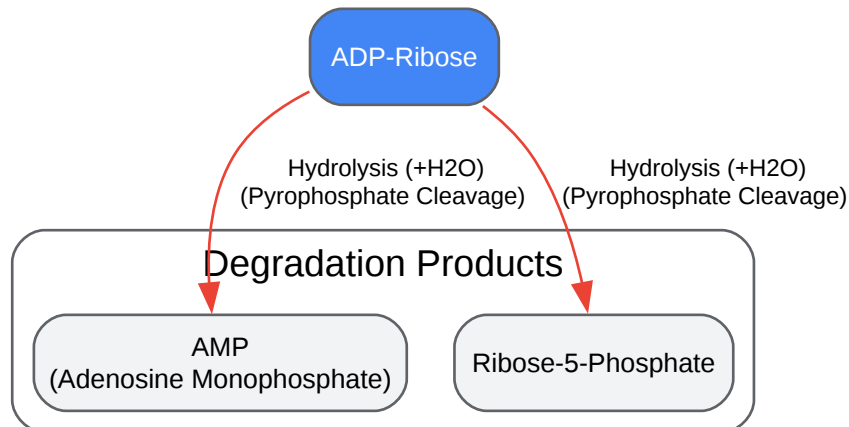 ADP-Ribose
Hydrolysis (+H2O)
(Pyrophosphate Cleavage)
Hydrolysis (+H2O)
(Pyrophosphate Cleavage)
Degradation Products
AMP
(Adenosine Monophosphate)
Ribose-5-Phosphate